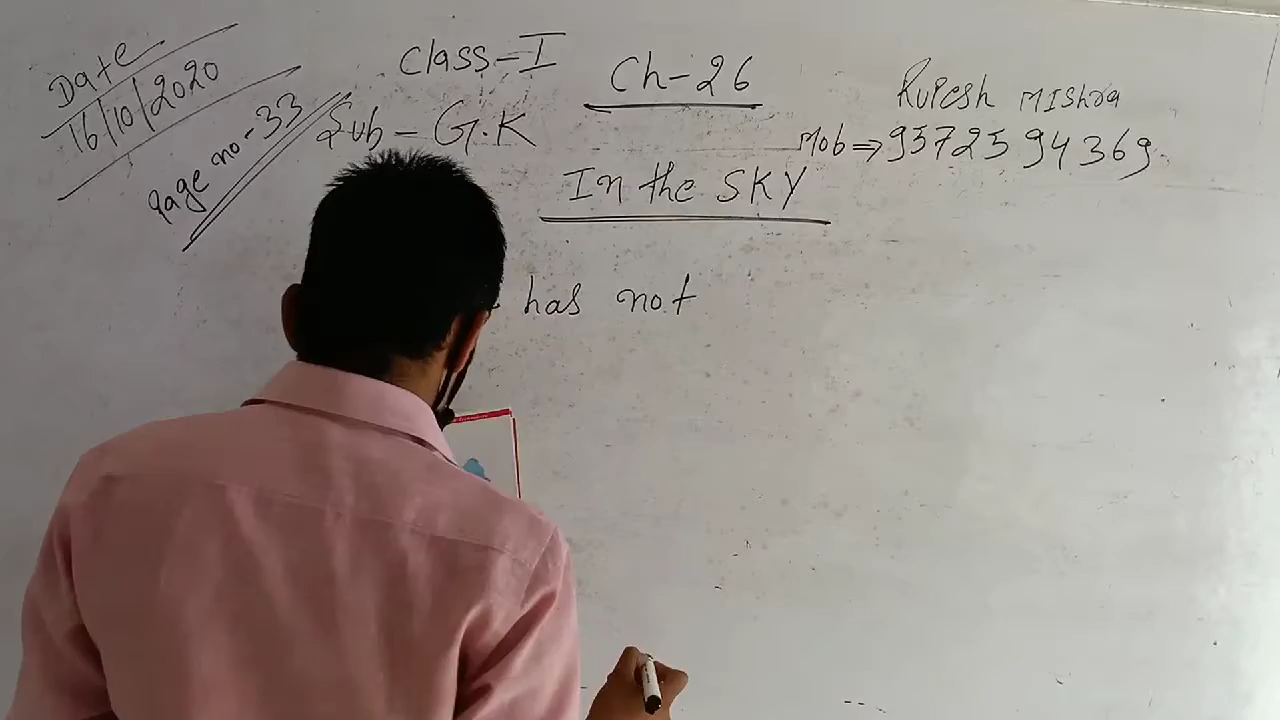 Date
16/10/2020
Page no-33
Class-I
Sub-G.K
Ch-26
In the SKY
Rupesh MIshra
Mob⇒9572594369
has not